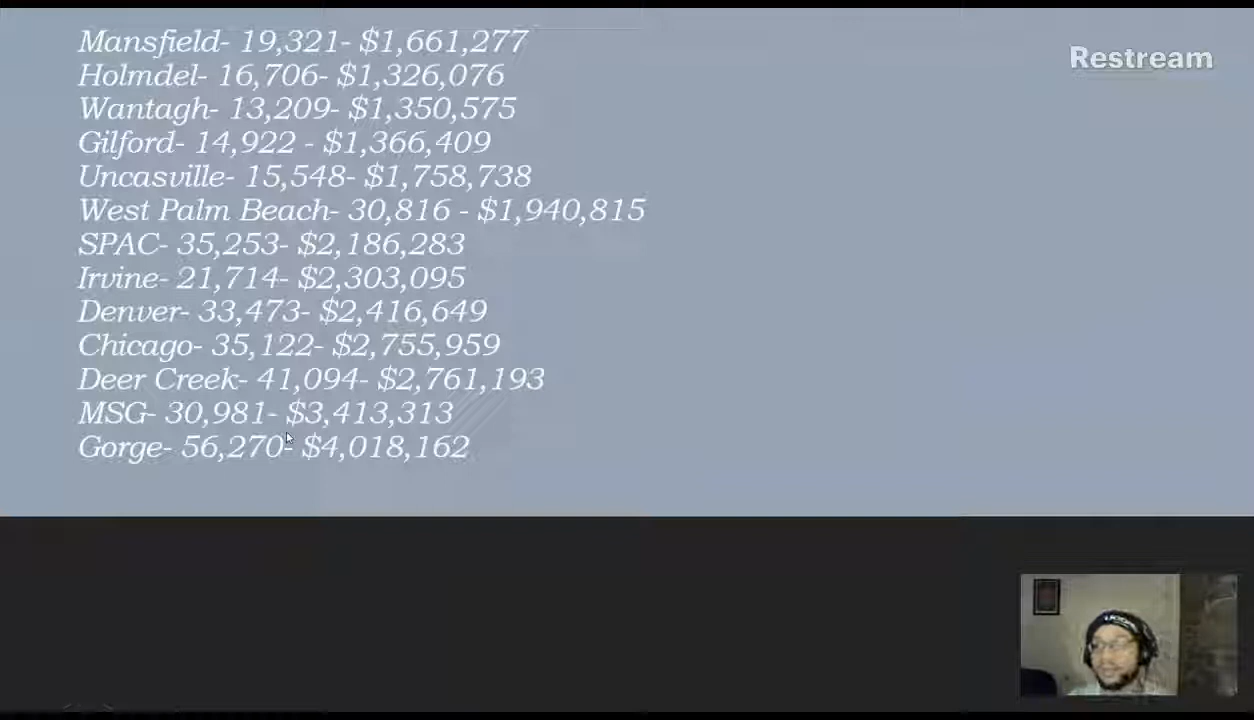 Mansfield- 19,321- $1,661,277
Holmdel- 16,706- $1,326,076
Wantagh- 13,209- $1,350,575
Gilford- 14,922 - $1,366,409
Uncasville- 15,548- $1,758,738
West Palm Beach- 30,816 - $1,940,815
SPAC- 35,253- $2,186,283
Irvine- 21,714- $2,303,095
Denver- 33,473- $2,416,649
Chicago- 35,122- $2,755,959
Deer Creek- 41,094- $2,761,193
MSG- 30,981- $3,413,313
Gorge- 56,270- $4,018,162
Restream